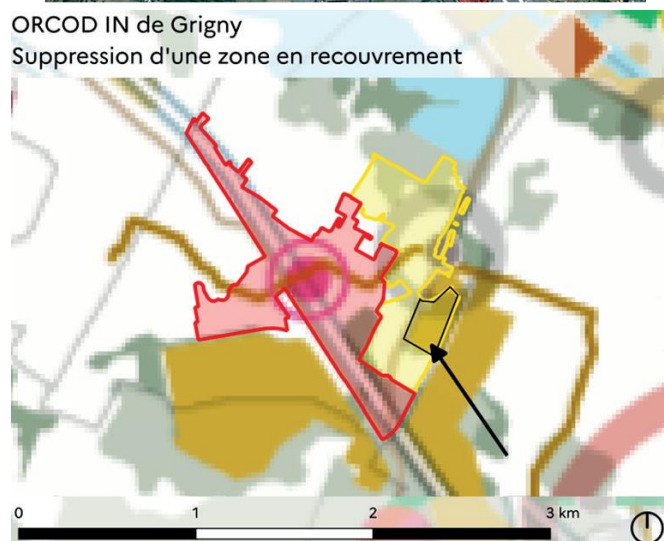 ORCOD IN de Grigny
Suppression d'une zone en recouvrement
0 1 2 3 km